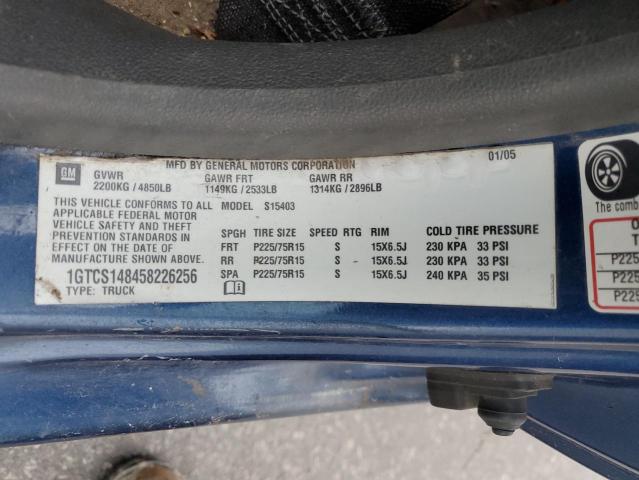 MFD BY GENERAL MOTORS CORPORATION 01/05
GM GVWR GAWR FRT GAWR RR
2200KG / 4850LB 1149KG / 2533LB 1314KG / 2896LB
THIS VEHICLE CONFORMS TO ALL MODEL S15403
APPLICABLE FEDERAL MOTOR
VEHICLE SAFETY AND THEFT
PREVENTION STANDARDS IN
EFFECT ON THE DATE OF
MANUFACTURE SHOWN ABOVE.
1GTCS148458226256
TYPE: TRUCK
SPGH TIRE SIZE SPEED RTG RIM COLD TIRE PRESSURE
FRT P225/75R15 S 15X6.5J 230 KPA 33 PSI
RR P225/75R15 S 15X6.5J 230 KPA 33 PSI
SPA P225/75R15 S 15X6.5J 240 KPA 35 PSI
The comb
P225
P225
P225